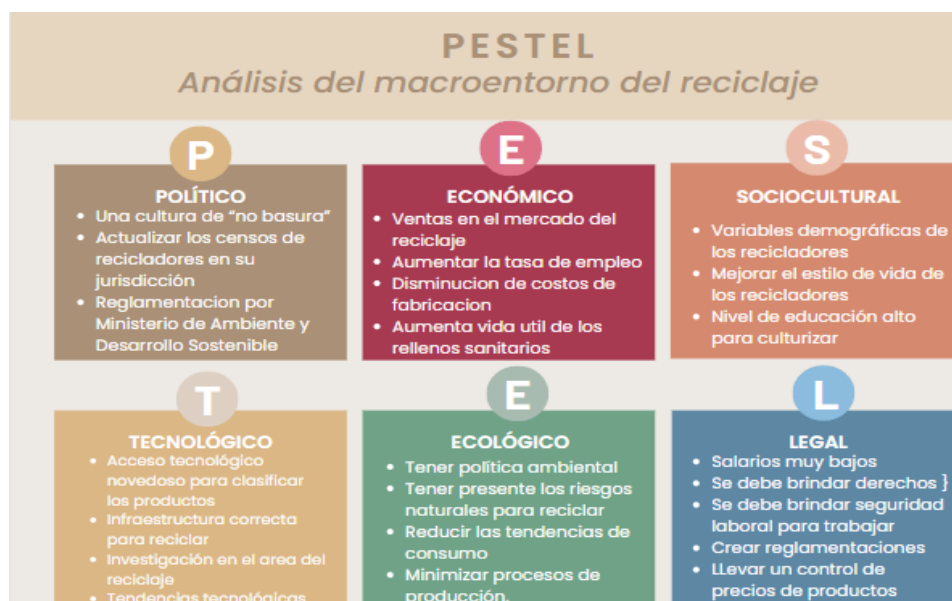 PESTEL
Análisis del macroentorno del reciclaje
P
POLÍTICO
• Una cultura de “no basura”
• Actualizar los censos de
recicladores en su
jurisdicción
• Reglamentacion por
Ministerio de Ambiente y
Desarrollo Sostenible
E
ECONÓMICO
• Ventas en el mercado del
reciclaje
• Aumentar la tasa de empleo
• Disminucion de costos de
fabricacion
• Aumenta vida util de los
rellenos sanitarios
S
SOCIOCULTURAL
• Variables demográficas de
los recicladores
• Mejorar el estilo de vida de
los recicladores
• Nivel de educación alto
para culturizar
T
TECNOLÓGICO
• Acceso tecnológico
novedoso para clasificar
los productos
• Infraestructura correcta
para reciclar
• Investigación en el area del
reciclaje
• Tendencias tecnológicas
E
ECOLÓGICO
• Tener política ambiental
• Tener presente los riesgos
naturales para reciclar
• Reducir las tendencias de
consumo
• Minimizar procesos de
producción.
L
LEGAL
• Salarios muy bajos
• Se debe brindar derechos }
• Se debe brindar seguridad
laboral para trabajar
• Crear reglamentaciones
• LLevar un control de
precios de productos